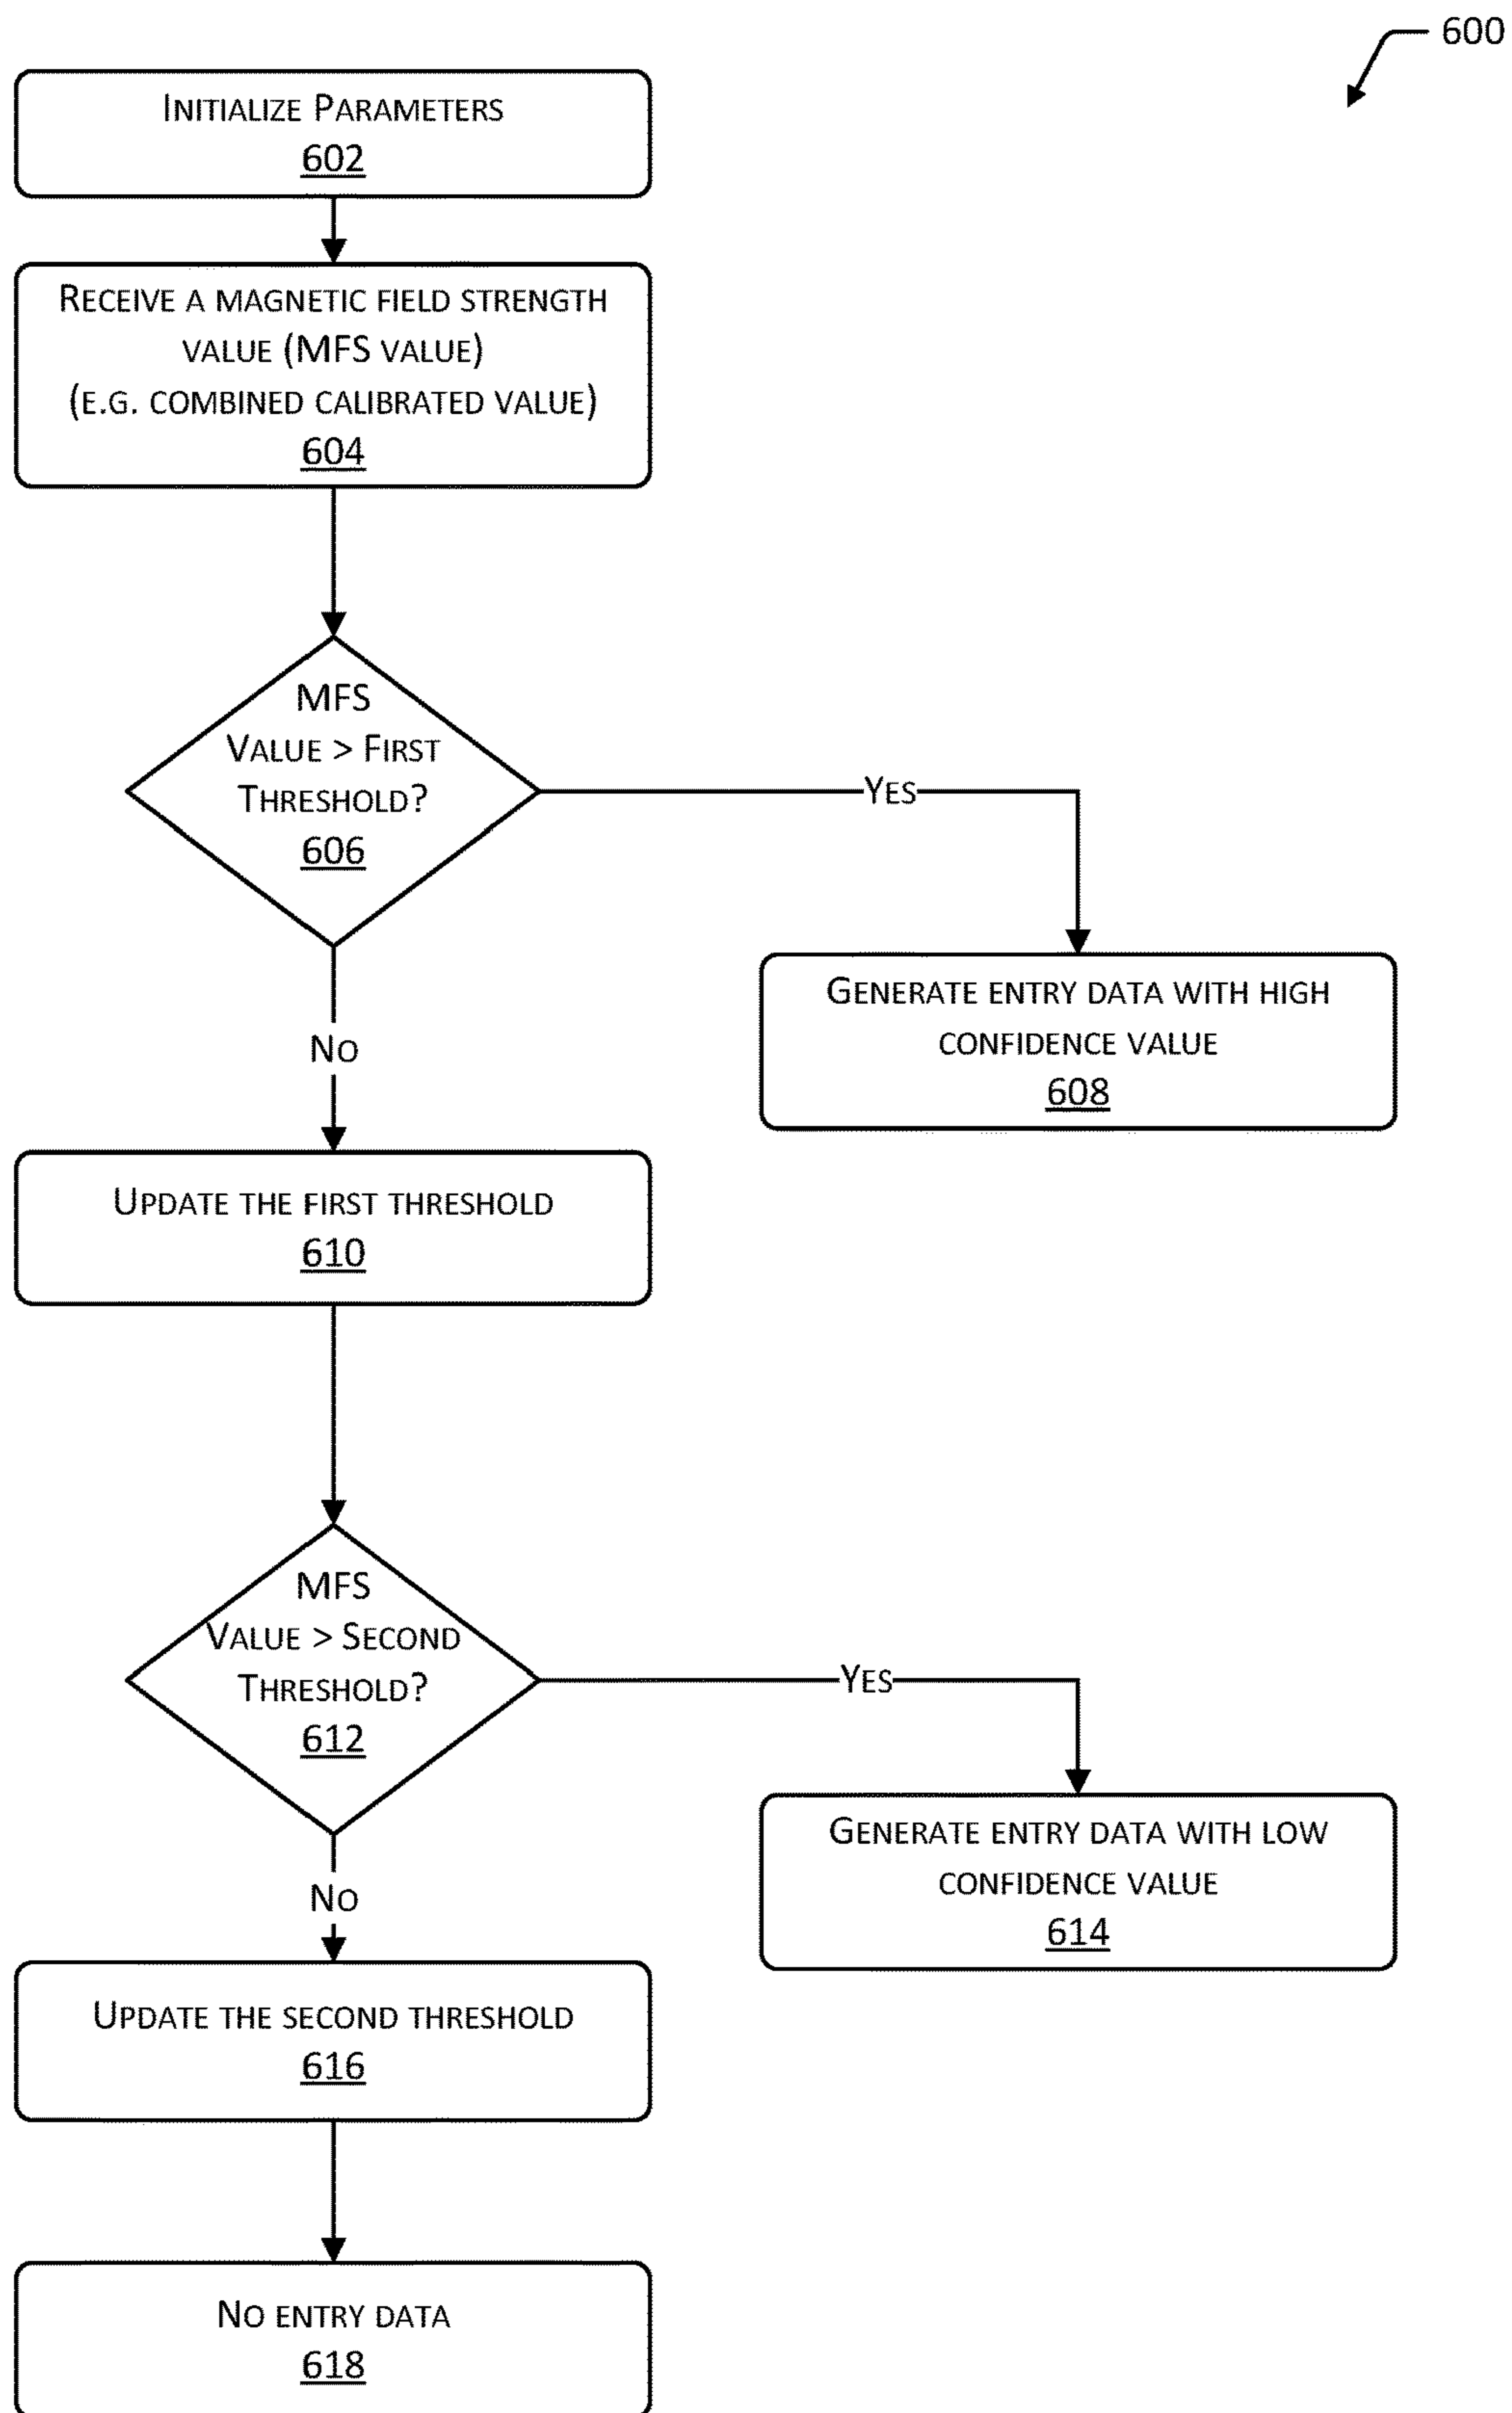 600
Initialize Parameters
602
Receive a magnetic field strength
value (MFS value)
(e.g. combined calibrated value)
604
MFS
Value > First
Threshold?
606
Yes
Generate entry data with high
confidence value
608
No
Update the first threshold
610
MFS
Value > Second
Threshold?
612
Yes
Generate entry data with low
confidence value
614
No
Update the second threshold
616
No entry data
618